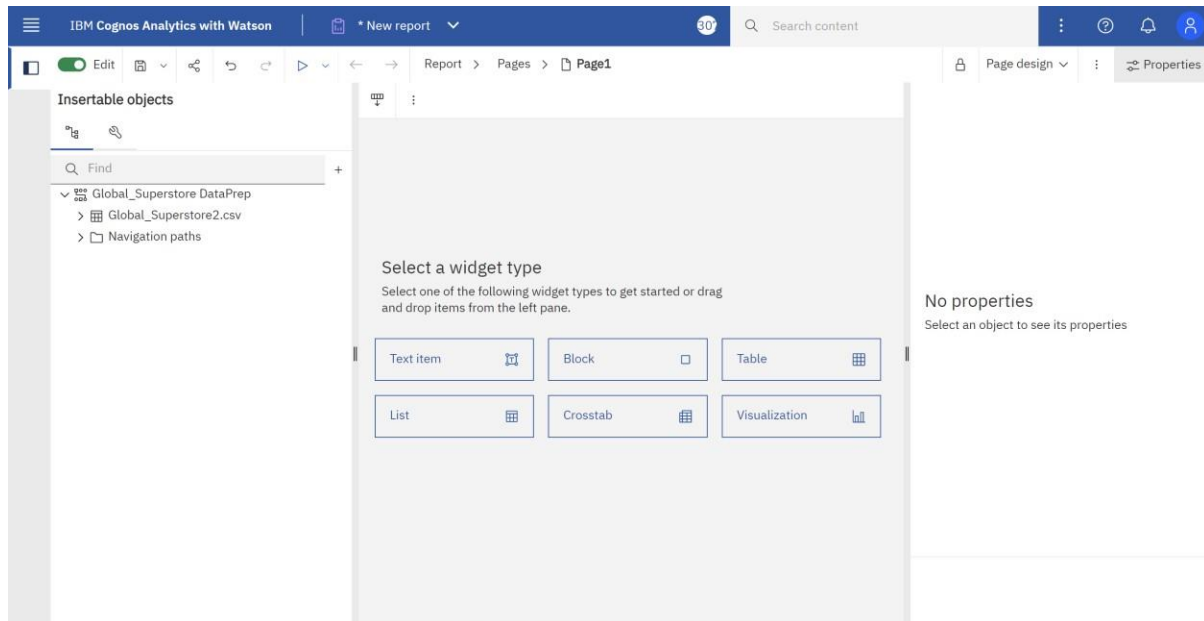 IBM Cognos Analytics with Watson
* New report
30
Search content
Edit
Report > Pages > Page1
Page design
Properties
Insertable objects
Find
Global_Superstore DataPrep
Global_Superstore2.csv
Navigation paths
Select a widget type
Select one of the following widget types to get started or drag
and drop items from the left pane.
Text item
Block
Table
List
Crosstab
Visualization
No properties
Select an object to see its properties